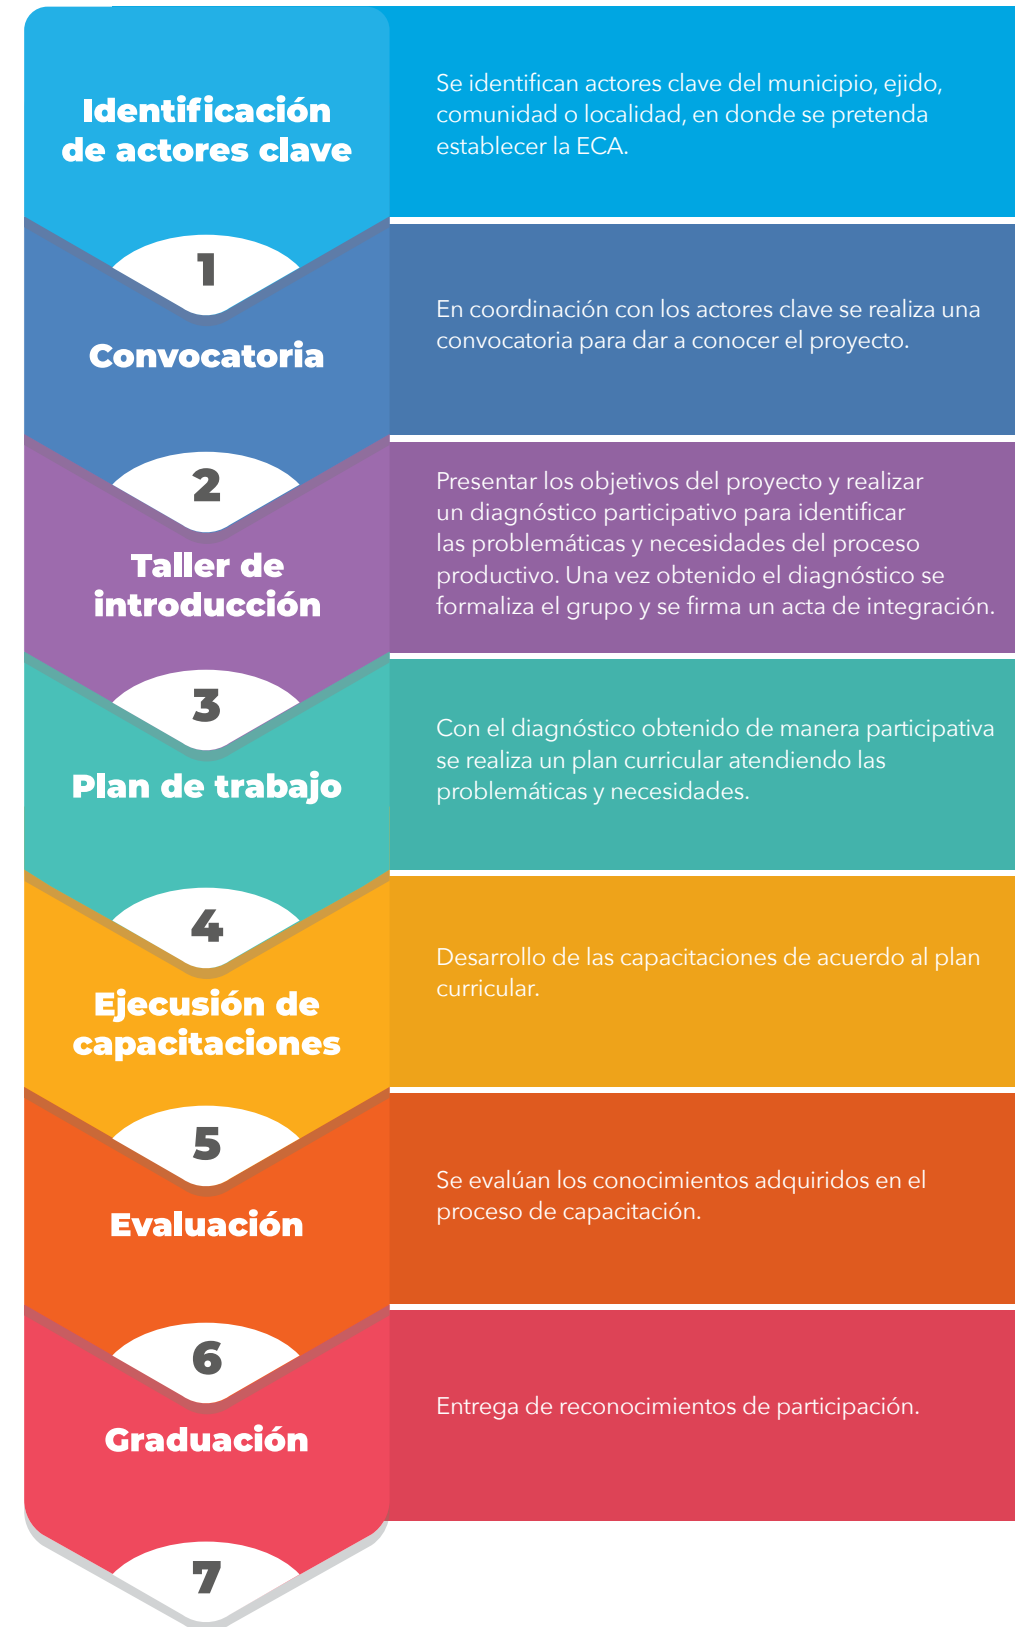 Identificación
de actores clave
Se identifican actores clave del municipio, ejido,
comunidad o localidad, en donde se pretenda
establecer la ECA.
1
Convocatoria
En coordinación con los actores clave se realiza una
convocatoria para dar a conocer el proyecto.
2
Taller de
introducción
Presentar los objetivos del proyecto y realizar
un diagnóstico participativo para identificar
las problemáticas y necesidades del proceso
productivo. Una vez obtenido el diagnóstico se
formaliza el grupo y se firma un acta de integración.
3
Plan de trabajo
Con el diagnóstico obtenido de manera participativa
se realiza un plan curricular atendiendo las
problemáticas y necesidades.
4
Ejecusión de
capacitaciones
Desarrollo de las capacitaciones de acuerdo al plan
curricular.
5
Evaluación
Se evalúan los conocimientos adquiridos en el
proceso de capacitación.
6
Graduación
Entrega de reconocimientos de participación.
7